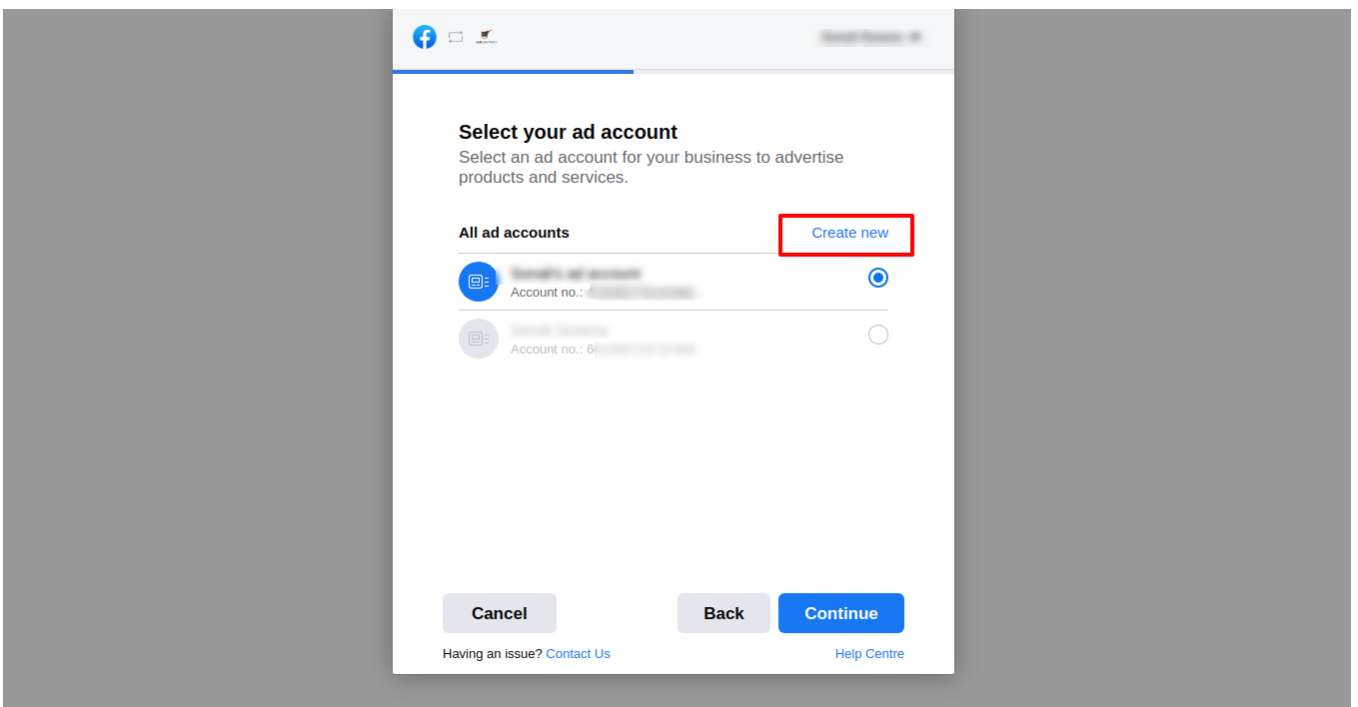 Select your ad account
Select an ad account for your business to advertise
products and services.
All ad accounts
Create new
Account no.:
Account no.: 6
Cancel
Back
Continue
Having an issue? Contact Us
Help Centre